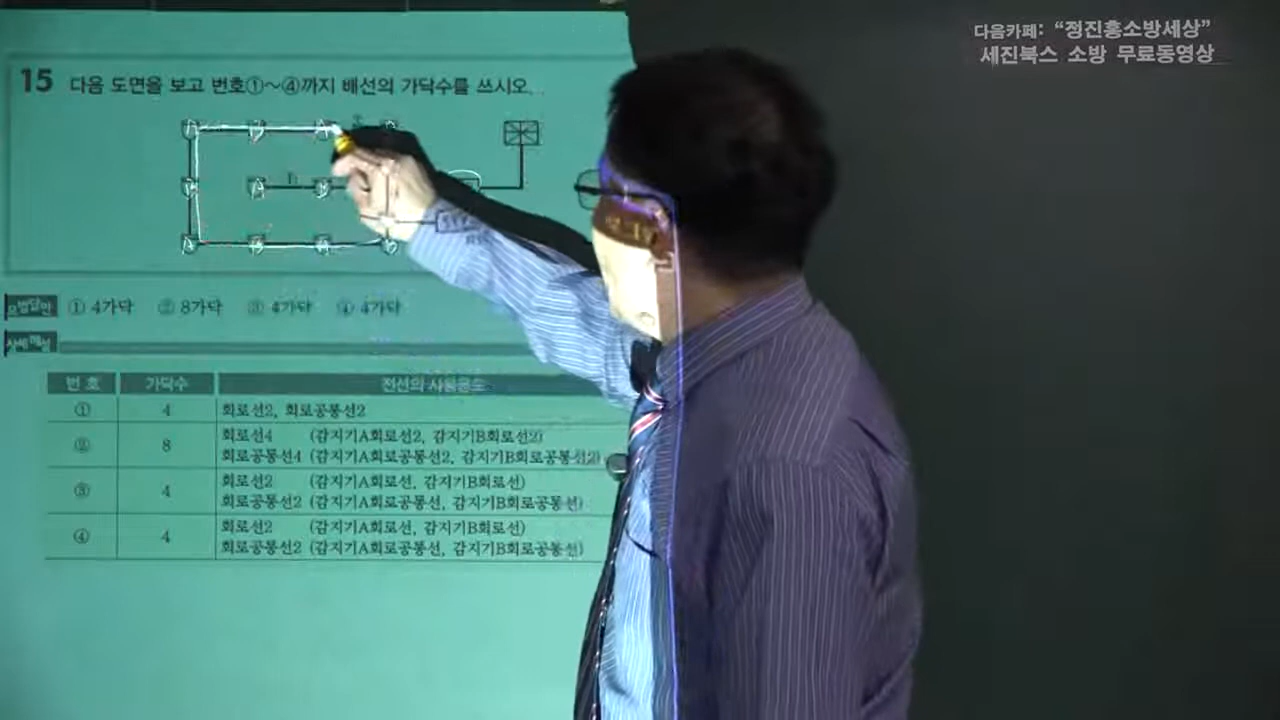 다음카페: "정진홍소방세상"
세진북스 소방 무료동영상
15 다음 도면을 보고 번호①~④까지 배선의 가닥수를 쓰시오.
모범답안 ① 4가닥 ② 8가닥 ③ 4가닥 ④ 4가닥
상세해설
번 호 가닥수 전선의 사용용도
① 4 회로선2, 회로공통선2
② 8 회로선4 (감지기A회로선2, 감지기B회로선2)
회로공통선4 (감지기A회로공통선2, 감지기B회로공통선2)
③ 4 회로선2 (감지기A회로선, 감지기B회로선)
회로공통선2 (감지기A회로공통선, 감지기B회로공통선)
④ 4 회로선2 (감지기A회로선, 감지기B회로선)
회로공통선2 (감지기A회로공통선, 감지기B회로공통선)